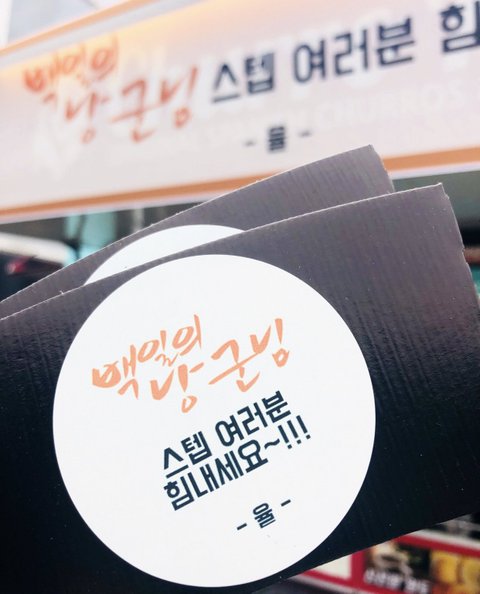 백일의
낭군님 스텝 여러분 힘
- 율 -
백일의
낭군님
스텝 여러분
힘내세요~!!!
- 율 -